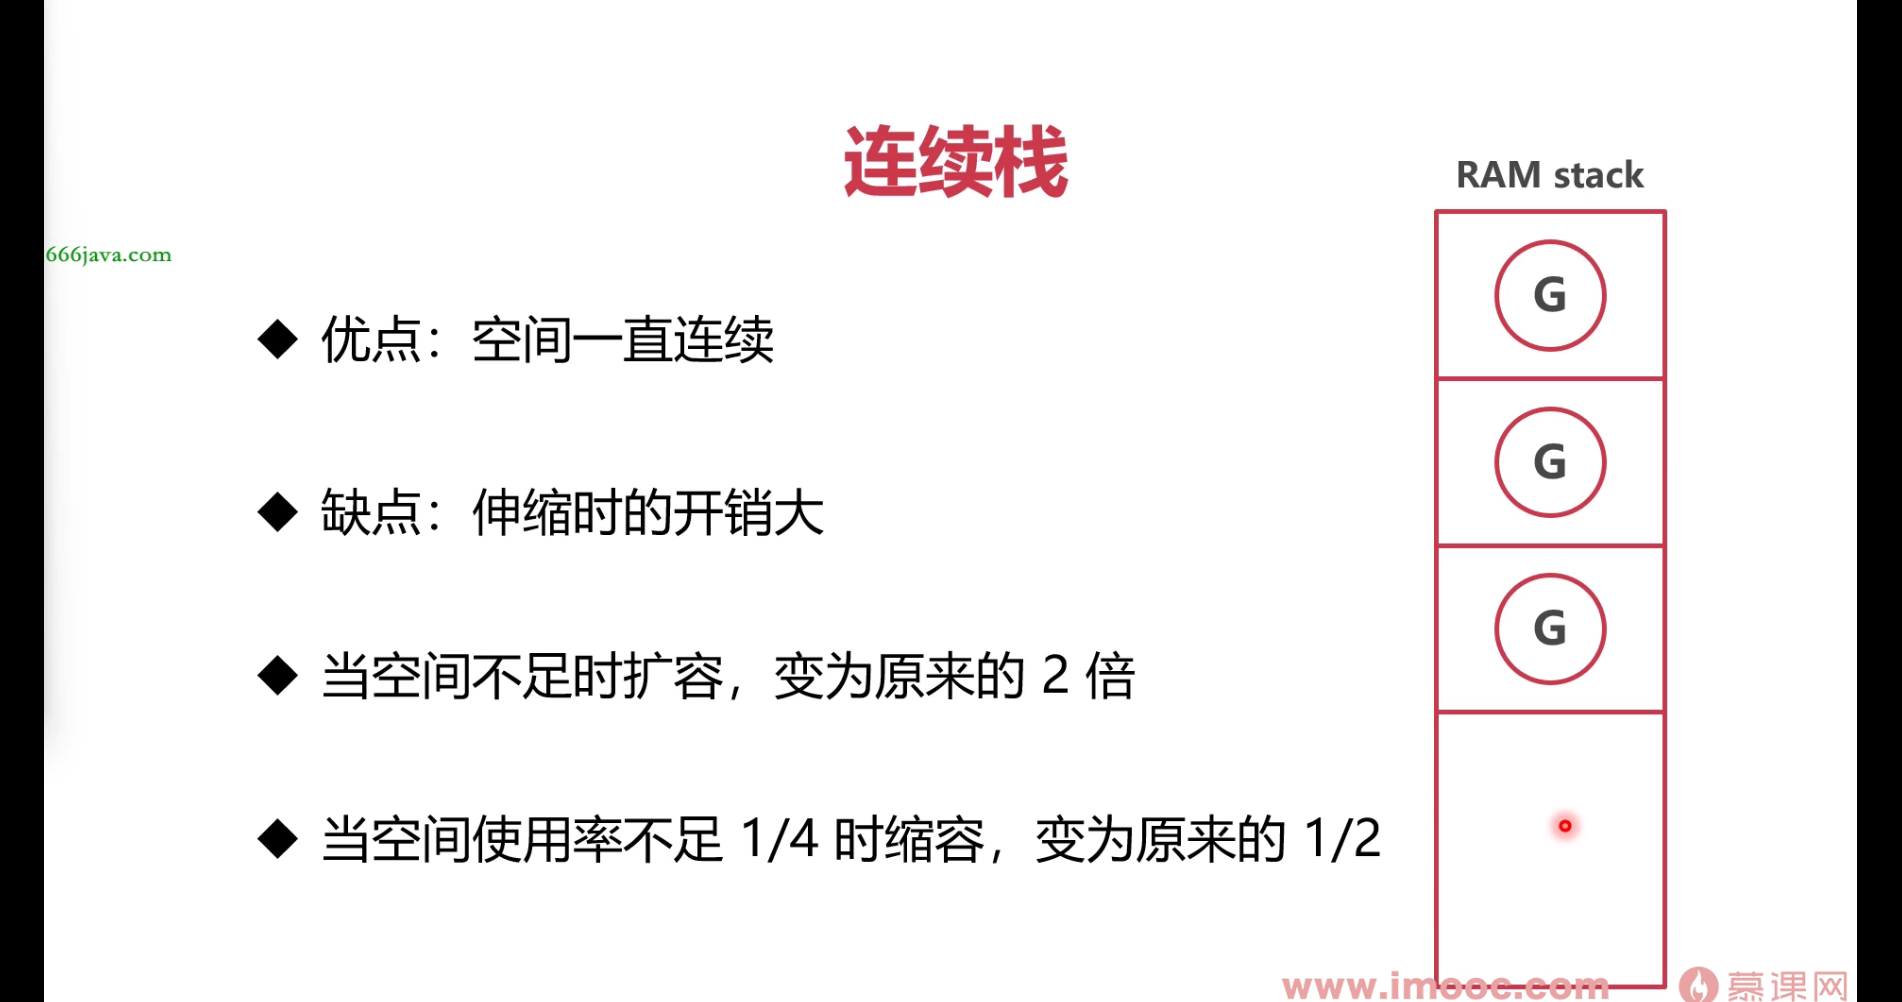 连续栈
RAM stack
666java.com
◆ 优点：空间一直连续
◆ 缺点：伸缩时的开销大
◆ 当空间不足时扩容，变为原来的 2 倍
◆ 当空间使用率不足 1/4 时缩容，变为原来的 1/2
G
G
G
www.imooc.com
慕课网